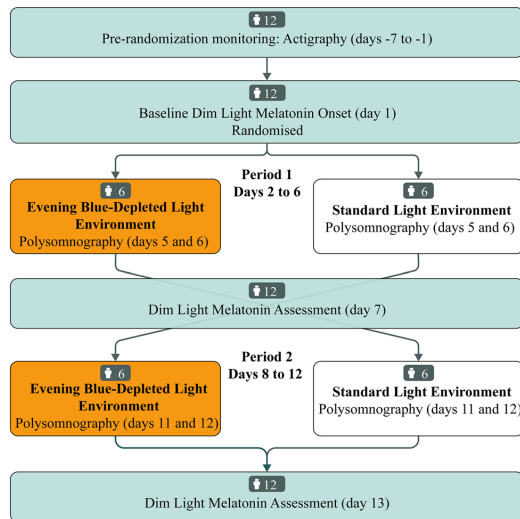 12
Pre-randomization monitoring: Actigraphy (days -7 to -1)
12
Baseline Dim Light Melatonin Onset (day 1)
Randomised
Period 1
Days 2 to 6
6
Evening Blue-Depleted Light
Environment
Polysomnography (days 5 and 6)
6
Standard Light Environment
Polysomnography (days 5 and 6)
12
Dim Light Melatonin Assessment (day 7)
Period 2
Days 8 to 12
6
Evening Blue-Depleted Light
Environment
Polysomnography (days 11 and 12)
6
Standard Light Environment
Polysomnography (days 11 and 12)
12
Dim Light Melatonin Assessment (day 13)